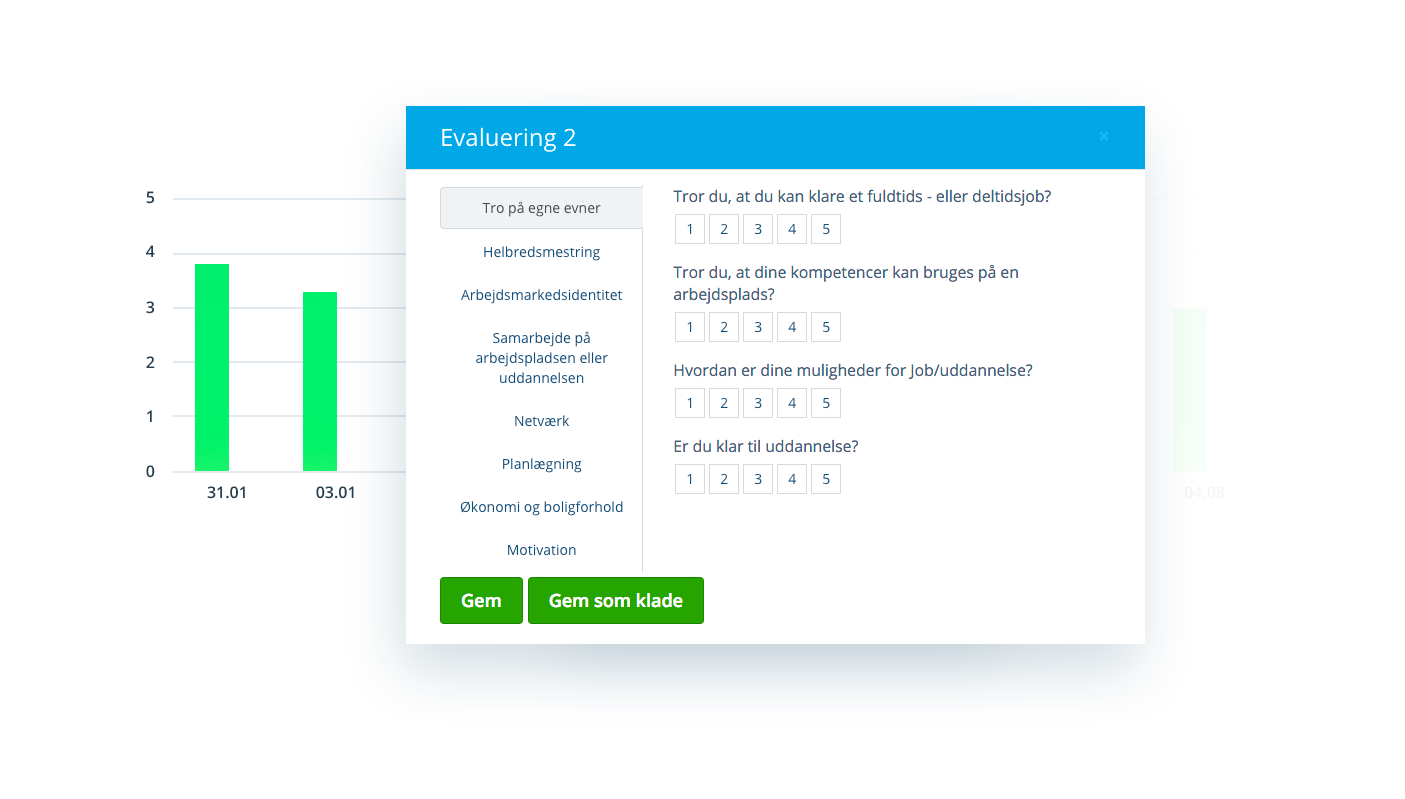 Evaluering 2
×
5
4
3
2
1
0
31.01
03.01
04.08
Tro på egne evner
Helbredsmestring
Arbejdsmarkedsidentitet
Samarbejde på
arbejdspladsen eller
uddannelsen
Netværk
Planlægning
Økonomi og boligforhold
Motivation
Tror du, at du kan klare et fuldtids - eller deltidsjob?
1 2 3 4 5
Tror du, at dine kompetencer kan bruges på en
arbejdsplads?
1 2 3 4 5
Hvordan er dine muligheder for Job/uddannelse?
1 2 3 4 5
Er du klar til uddannelse?
1 2 3 4 5
Gem
Gem som klade